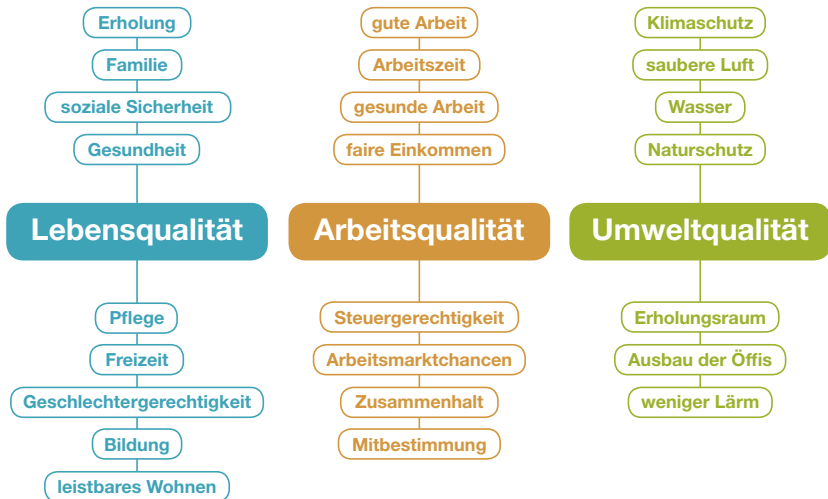 Erholung
Familie
soziale Sicherheit
Gesundheit
Lebensqualität
Pflege
Freizeit
Geschlechtergerechtigkeit
Bildung
leistbares Wohnen
gute Arbeit
Arbeitszeit
gesunde Arbeit
faire Einkommen
Arbeitsqualität
Steuergerechtigkeit
Arbeitsmarktchancen
Zusammenhalt
Mitbestimmung
Klimaschutz
saubere Luft
Wasser
Naturschutz
Umweltqualität
Erholungsraum
Ausbau der Öffis
weniger Lärm